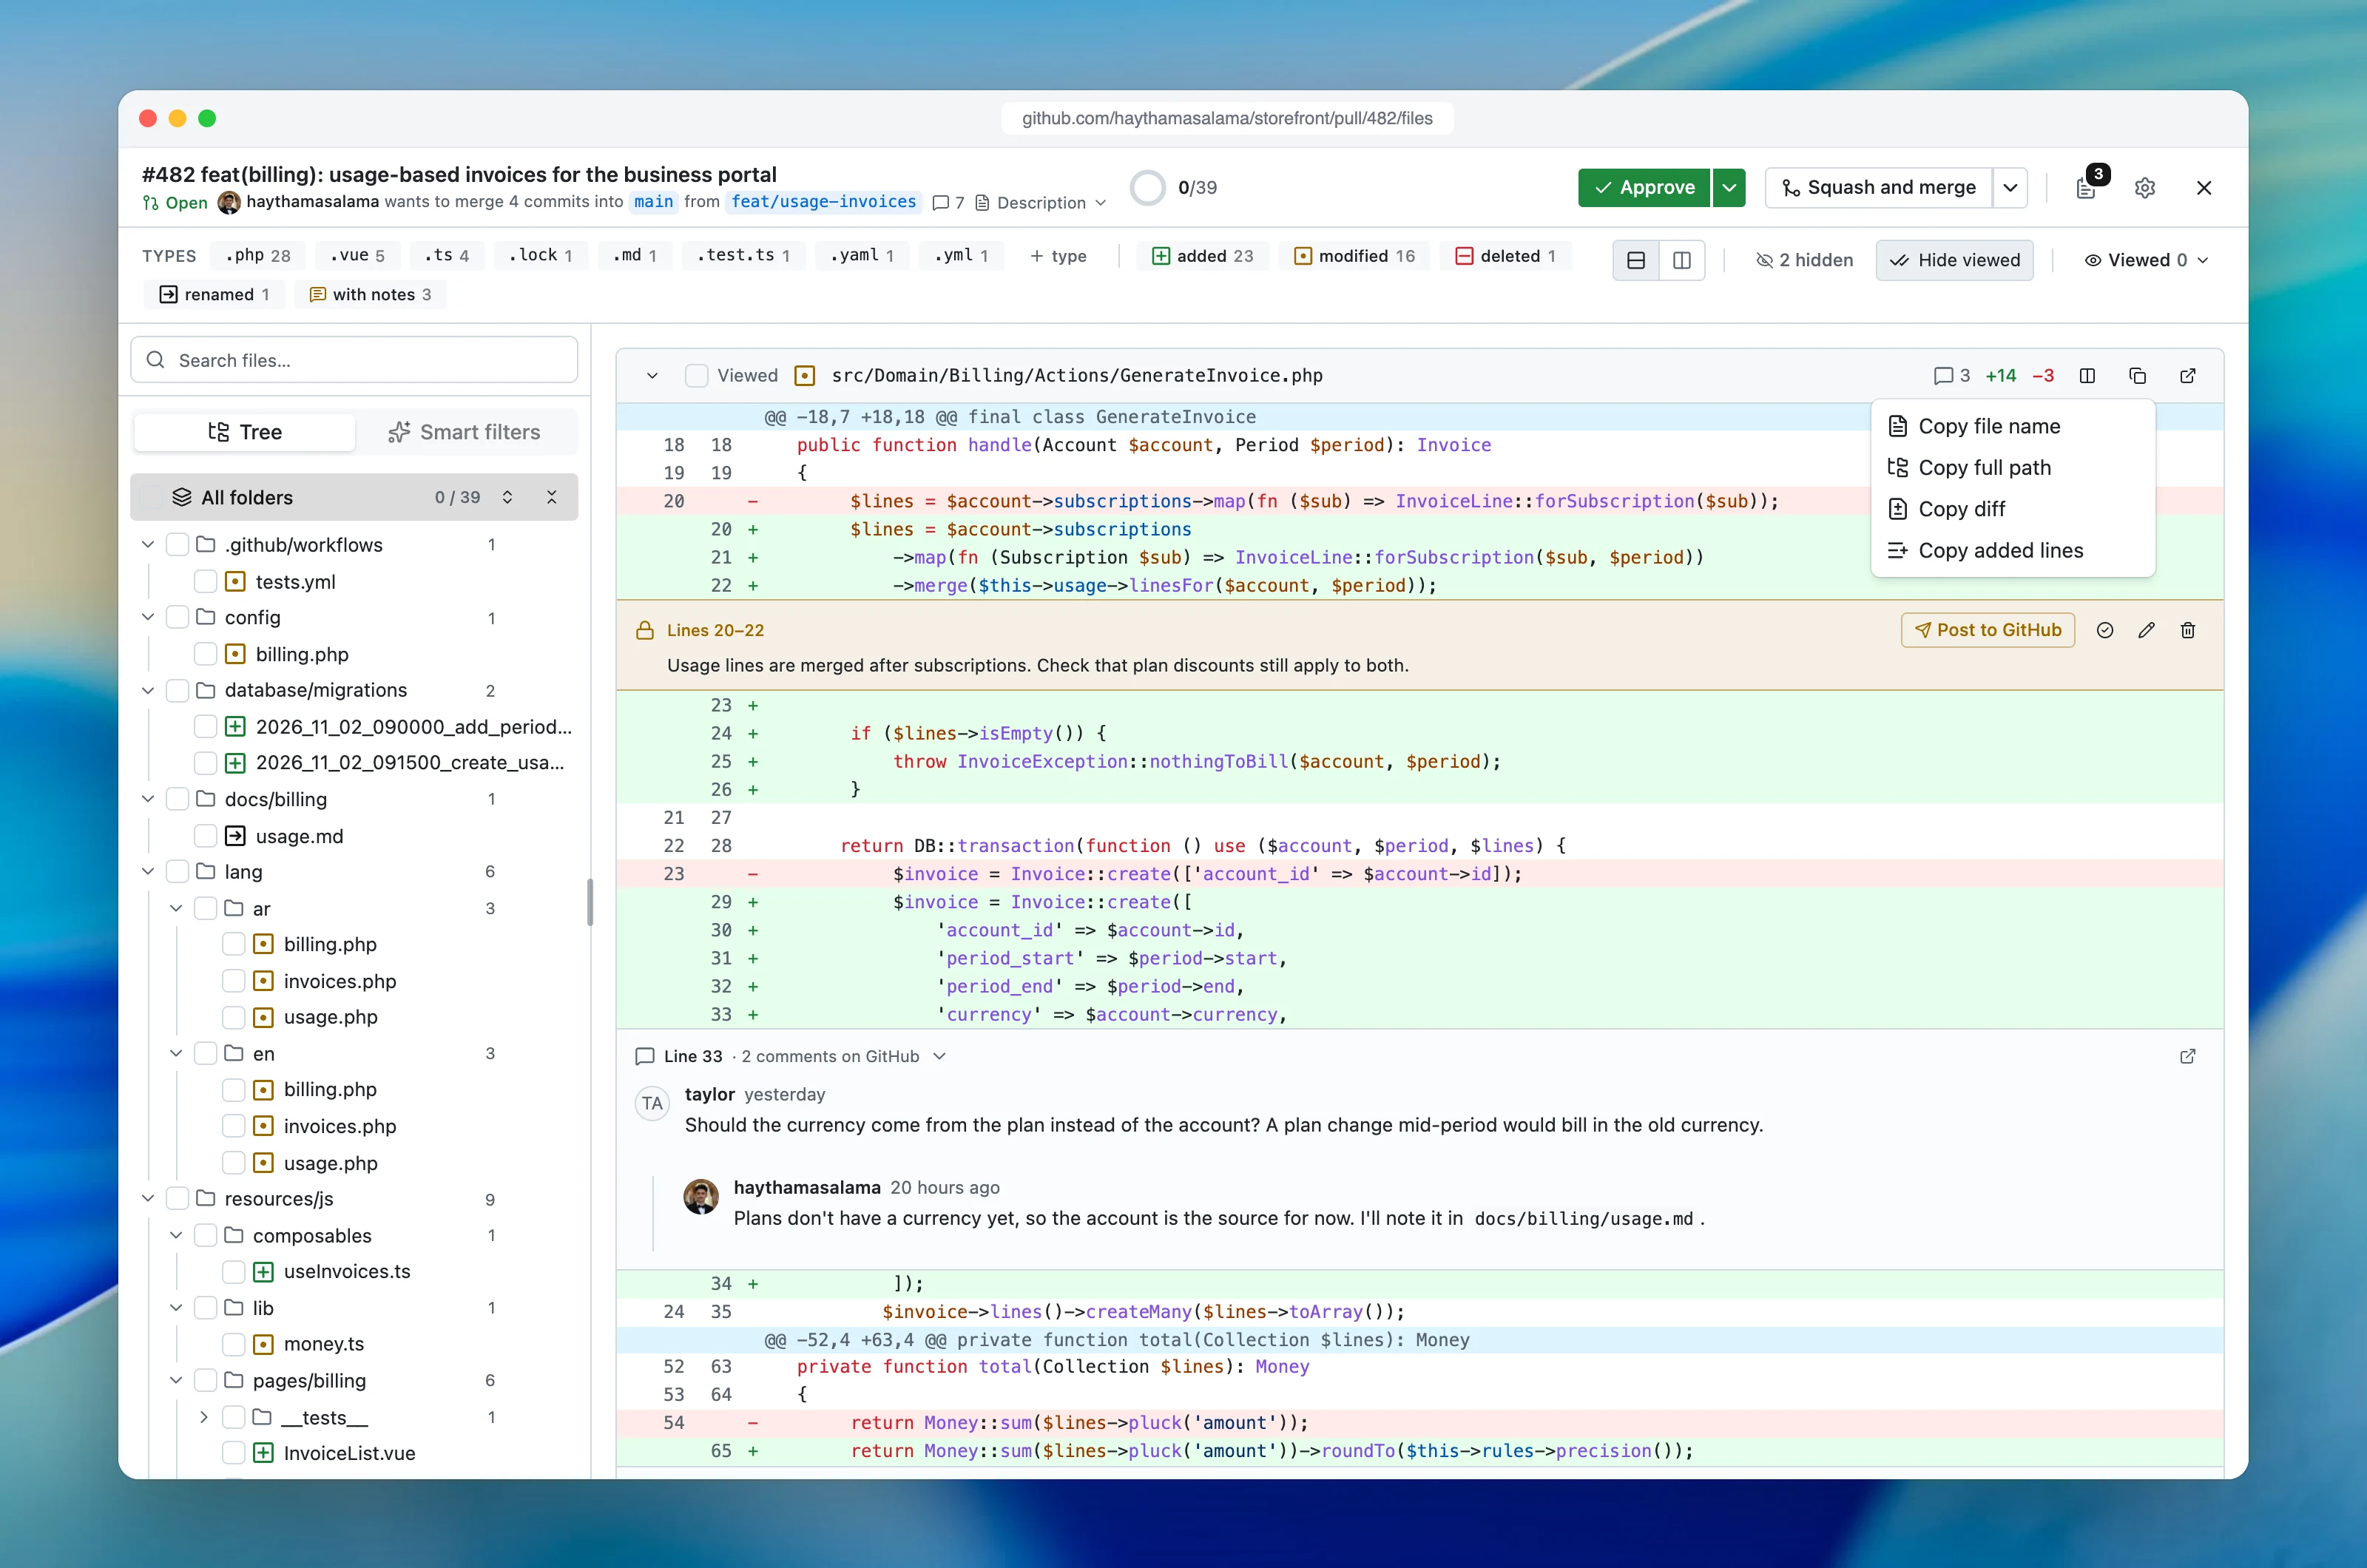 github.com/haythamasalama/storefront/pull/482/files
#482 feat(billing): usage-based invoices for the business portal
Open haythamasalama wants to merge 4 commits into main from feat/usage-invoices 7 Description
0/39
Approve
Squash and merge
3
TYPES .php 28 .vue 5 .ts 4 .lock 1 .md 1 .test.ts 1 .yaml 1 .yml 1 + type added 23 modified 16 deleted 1
renamed 1 with notes 3
2 hidden Hide viewed Viewed 0
Search files...
Tree Smart filters
All folders 0 / 39
.github/workflows 1
tests.yml
config 1
billing.php
database/migrations 2
2026_11_02_090000_add_period...
2026_11_02_091500_create_usa...
docs/billing 1
usage.md
lang 6
ar 3
billing.php
invoices.php
usage.php
en 3
billing.php
invoices.php
usage.php
resources/js 9
composables 1
useInvoices.ts
lib 1
money.ts
pages/billing 6
__tests__ 1
InvoiceList.vue
Viewed src/Domain/Billing/Actions/GenerateInvoice.php 3 +14 −3
Copy file name
Copy full path
Copy diff
Copy added lines
@@ −18,7 +18,18 @@ final class GenerateInvoice
18 18 public function handle(Account $account, Period $period): Invoice
19 19 {
20 − $lines = $account->subscriptions->map(fn ($sub) => InvoiceLine::forSubscription($sub));
20 + $lines = $account->subscriptions
21 + ->map(fn (Subscription $sub) => InvoiceLine::forSubscription($sub, $period))
22 + ->merge($this->usage->linesFor($account, $period));
Lines 20–22 Post to GitHub
Usage lines are merged after subscriptions. Check that plan discounts still apply to both.
23 +
24 + if ($lines->isEmpty()) {
25 + throw InvoiceException::nothingToBill($account, $period);
26 + }
21 27
22 28 return DB::transaction(function () use ($account, $period, $lines) {
23 − $invoice = Invoice::create(['account_id' => $account->id]);
29 + $invoice = Invoice::create([
30 + 'account_id' => $account->id,
31 + 'period_start' => $period->start,
32 + 'period_end' => $period->end,
33 + 'currency' => $account->currency,
Line 33 · 2 comments on GitHub
TA taylor yesterday
Should the currency come from the plan instead of the account? A plan change mid-period would bill in the old currency.
haythamasalama 20 hours ago
Plans don't have a currency yet, so the account is the source for now. I'll note it in docs/billing/usage.md .
34 + ]);
24 35 $invoice->lines()->createMany($lines->toArray());
@@ −52,4 +63,4 @@ private function total(Collection $lines): Money
52 63 private function total(Collection $lines): Money
53 64 {
54 − return Money::sum($lines->pluck('amount'));
65 + return Money::sum($lines->pluck('amount'))->roundTo($this->rules->precision());